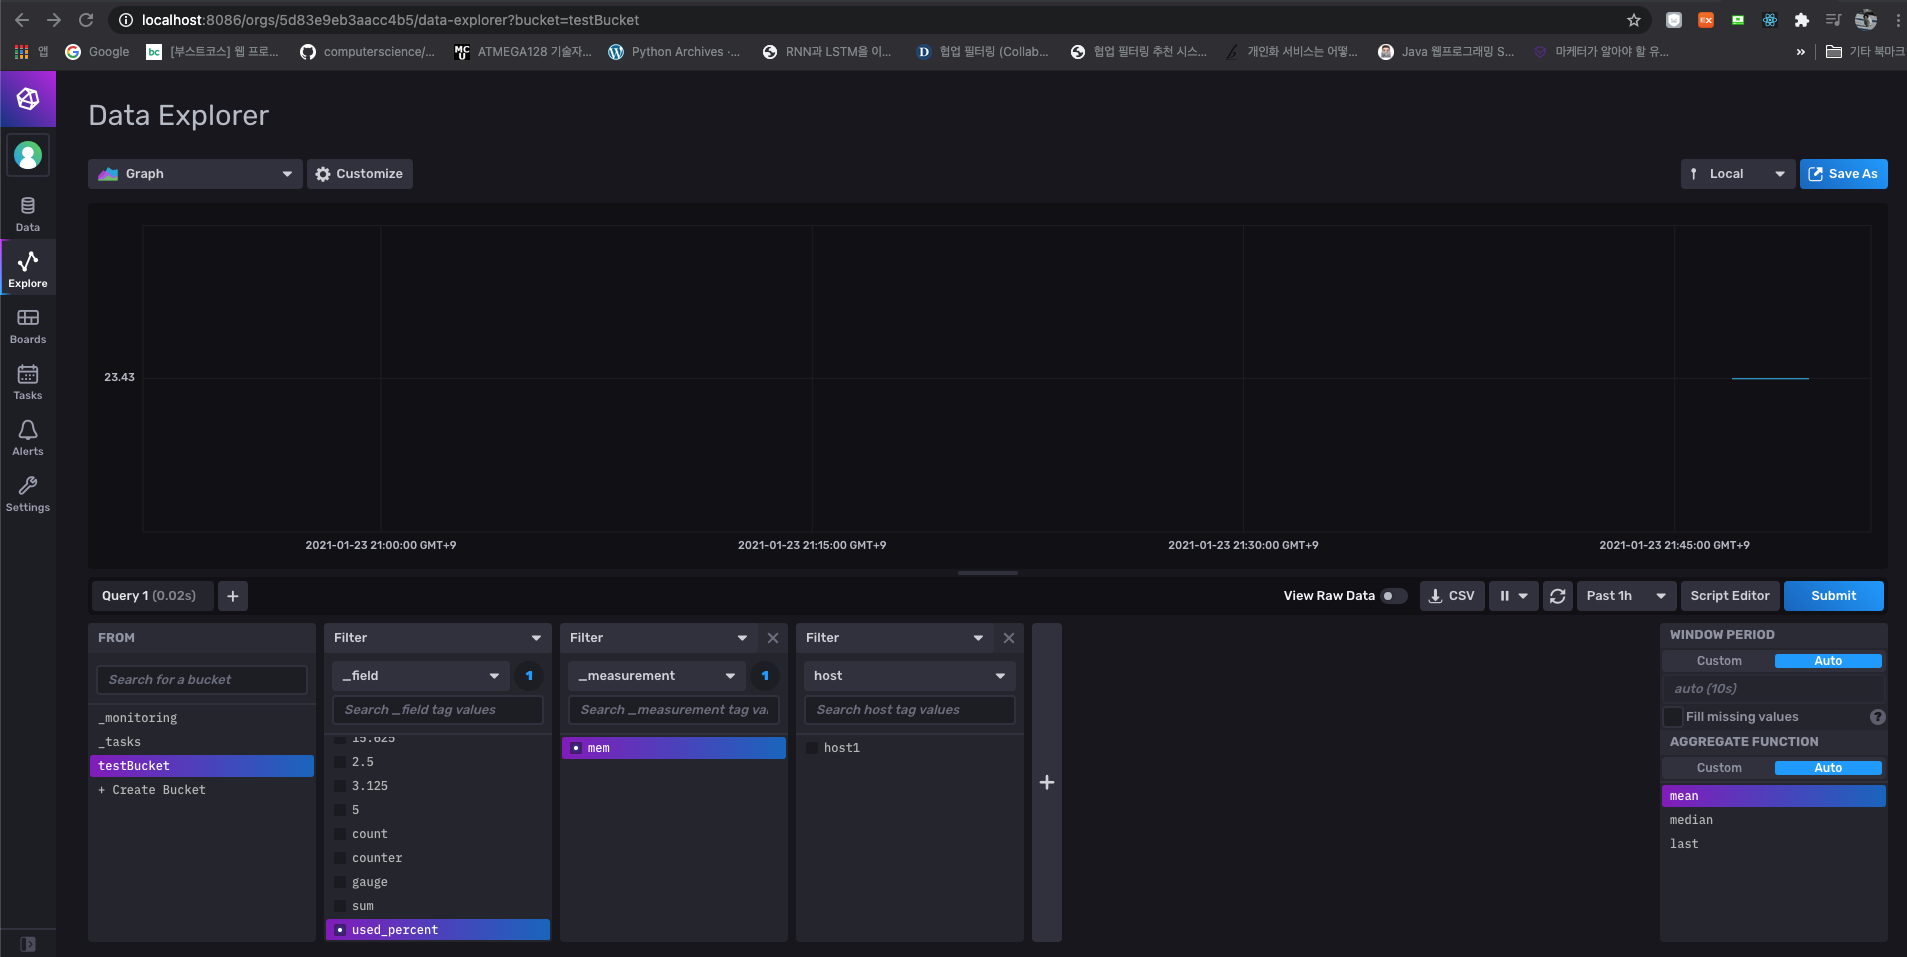 localhost:8086/orgs/5d83e9eb3aacc4b5/data-explorer?bucket=testBucket
앱
Google
bc
[부스트코스] 웹 프로...
computerscience/...
MC
U
ATMEGA128 기술자...
Python Archives -...
RNN과 LSTM을 이...
D
협업 필터링 (Collab...
협업 필터링 추천 시스...
개인화 서비스는 어떻...
Java 웹프로그래밍 S...
마케터가 알아야 할 유...
»
기타 북마크
Data Explorer
Graph
Customize
Local
Save As
Data
Explore
Boards
Tasks
Alerts
Settings
23.43
2021-01-23 21:00:00 GMT+9
2021-01-23 21:15:00 GMT+9
2021-01-23 21:30:00 GMT+9
2021-01-23 21:45:00 GMT+9
Query 1 (0.02s)
+
View Raw Data
CSV
Past 1h
Script Editor
Submit
FROM
Search for a bucket
_monitoring
_tasks
testBucket
+ Create Bucket
Filter
_field
1
Search _field tag values
15.625
2.5
3.125
5
count
counter
gauge
sum
used_percent
Filter
_measurement
1
Search _measurement tag va
mem
Filter
host
Search host tag values
host1
+
WINDOW PERIOD
Custom
Auto
auto (10s)
Fill missing values
?
AGGREGATE FUNCTION
Custom
Auto
mean
median
last